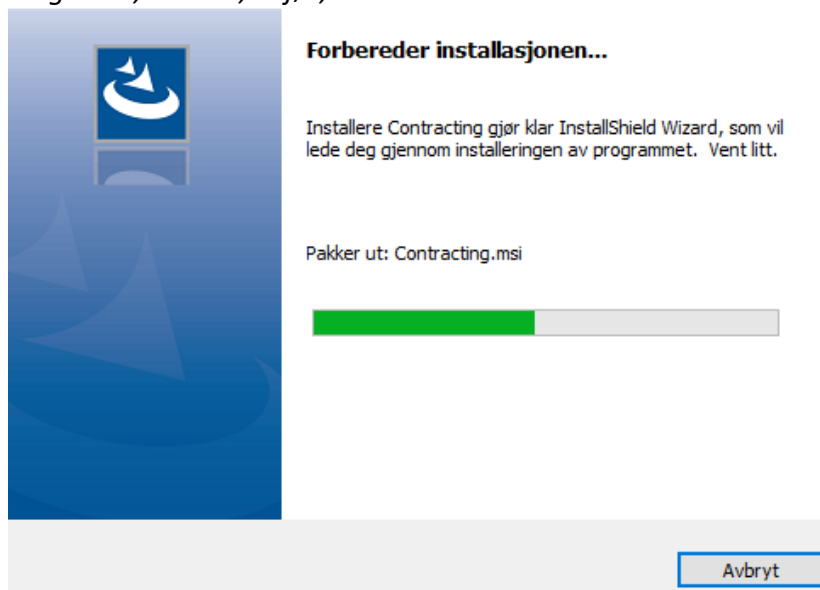 Forbereder installasjonen...
Installere Contracting gjør klar InstallShield Wizard, som vil
lede deg gjennom installeringen av programmet. Vent litt.
Pakker ut: Contracting.msi
Avbryt